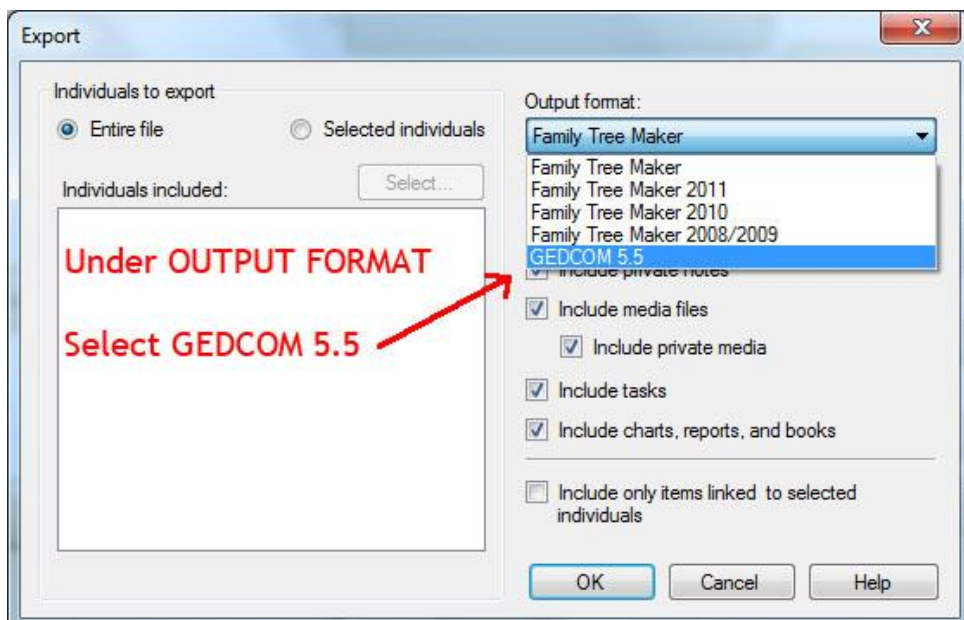 Export
Individuals to export
Entire file
Selected individuals
Individuals included:
Select...
Under OUTPUT FORMAT
Select GEDCOM 5.5
Output format:
Family Tree Maker
Family Tree Maker
Family Tree Maker 2011
Family Tree Maker 2010
Family Tree Maker 2008/2009
GEDCOM 5.5
Include private notes
Include media files
Include private media
Include tasks
Include charts, reports, and books
Include only items linked to selected
individuals
OK
Cancel
Help